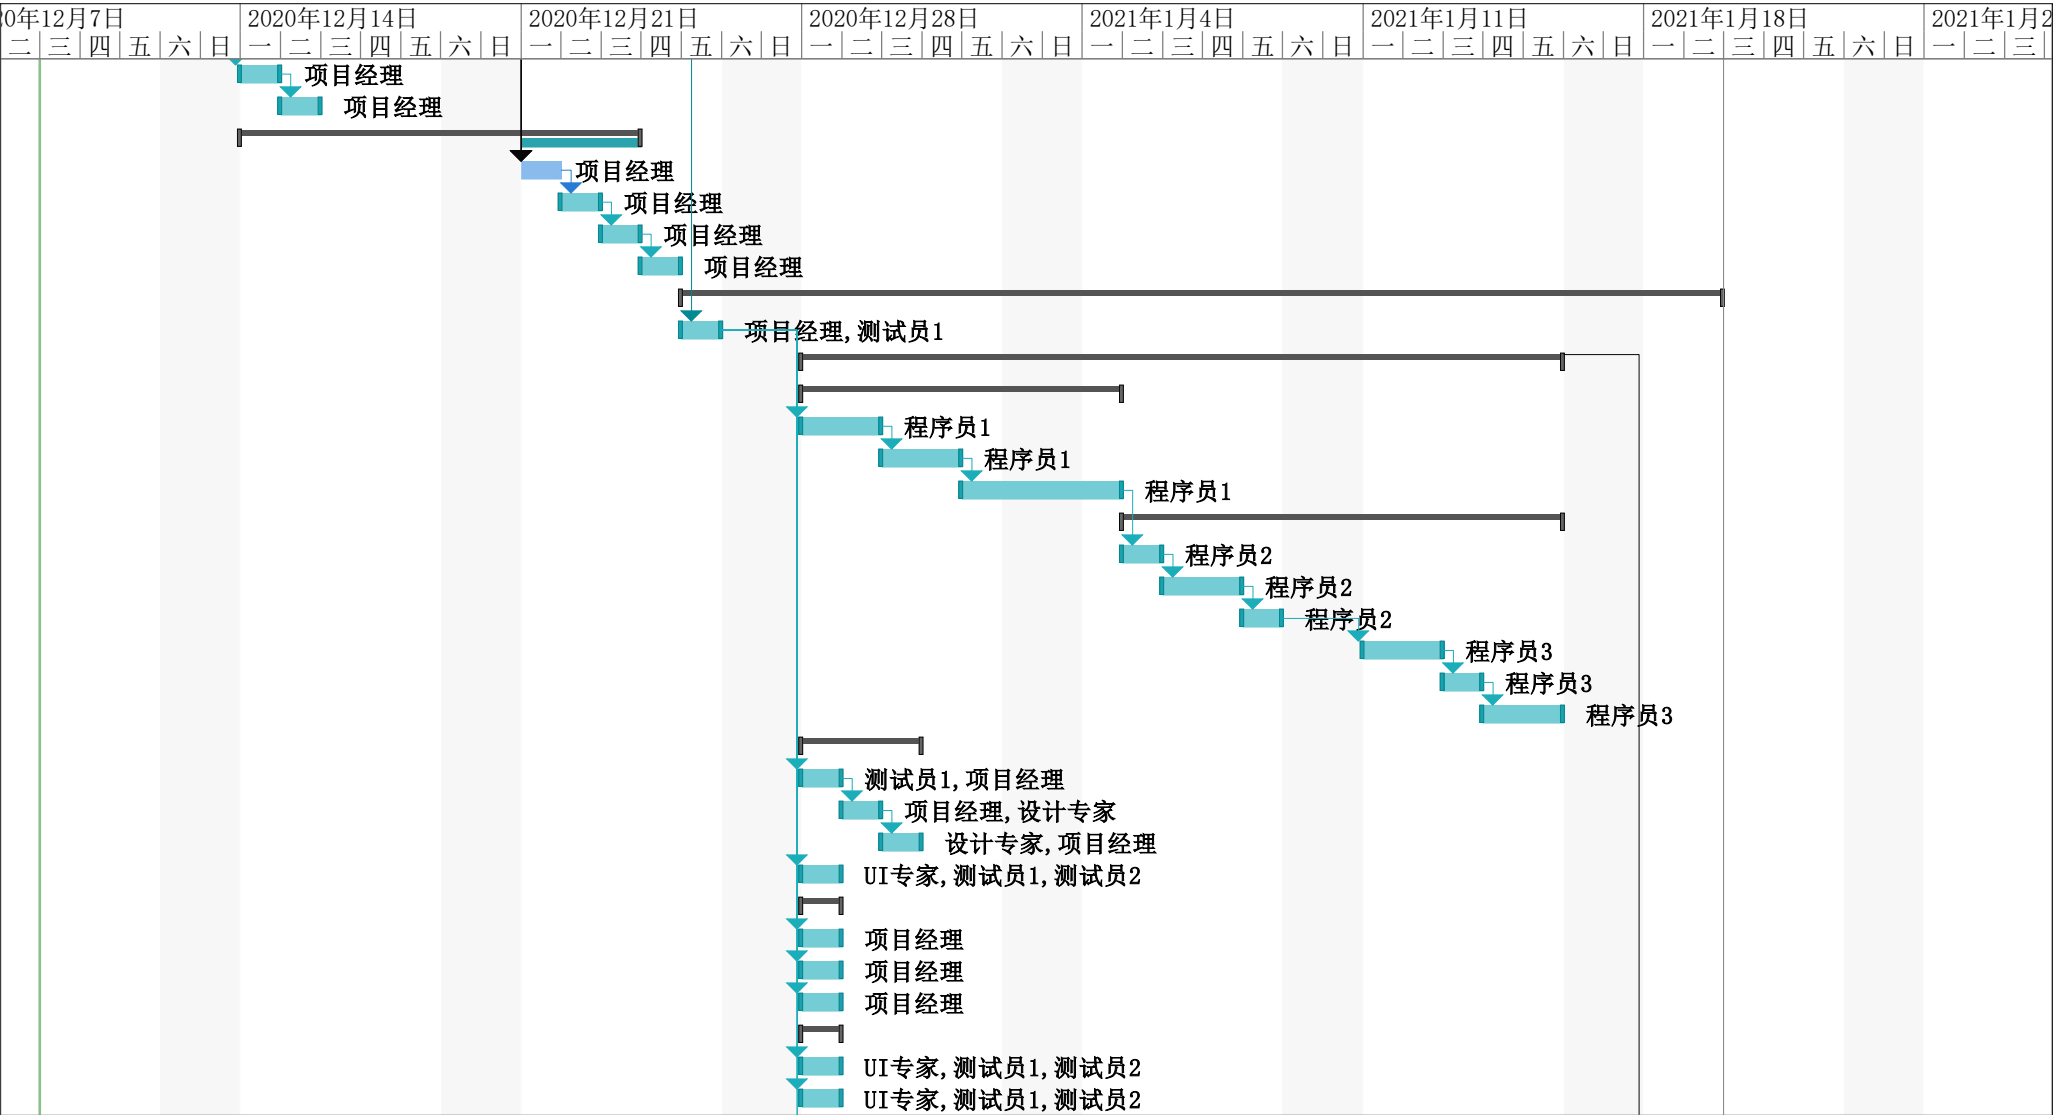 20年12月7日 2020年12月14日 2020年12月21日 2020年12月28日 2021年1月4日 2021年1月11日 2021年1月18日 2021年1月2
二 三 四 五 六 日 一 二 三 四 五 六 日 一 二 三 四 五 六 日 一 二 三 四 五 六 日 一 二 三 四 五 六 日 一 二 三 四 五 六 日 一 二 三 四 五 六 日 一 二 三
项目经理
项目经理
项目经理
项目经理
项目经理
项目经理
项目经理,测试员1
程序员1
程序员1
程序员1
程序员2
程序员2
程序员2
程序员3
程序员3
程序员3
测试员1,项目经理
项目经理,设计专家
设计专家,项目经理
UI专家,测试员1,测试员2
项目经理
项目经理
项目经理
UI专家,测试员1,测试员2
UI专家,测试员1,测试员2